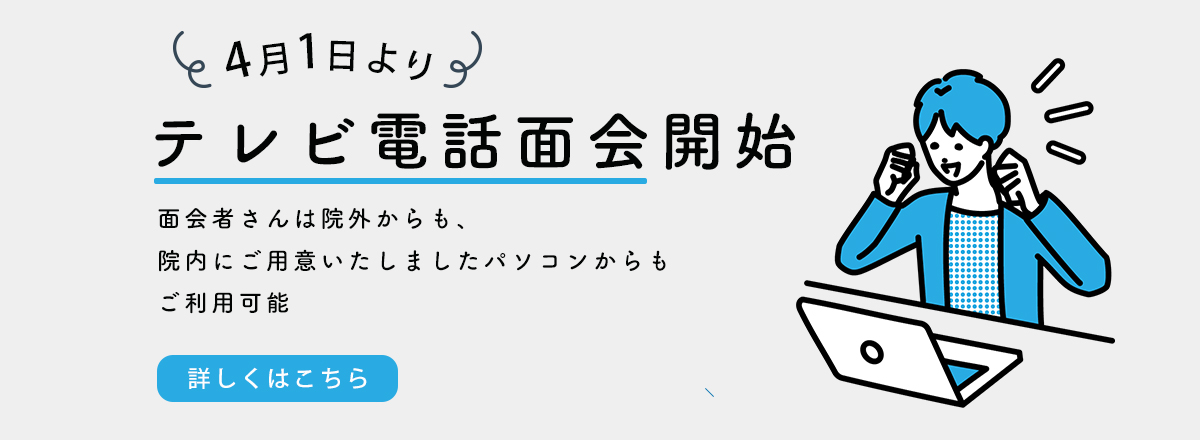 4月1日より
テレビ電話面会開始
面会者さんは院外からも、
院内にご用意いたしましたパソコンからも
ご利用可能
詳しくはこちら